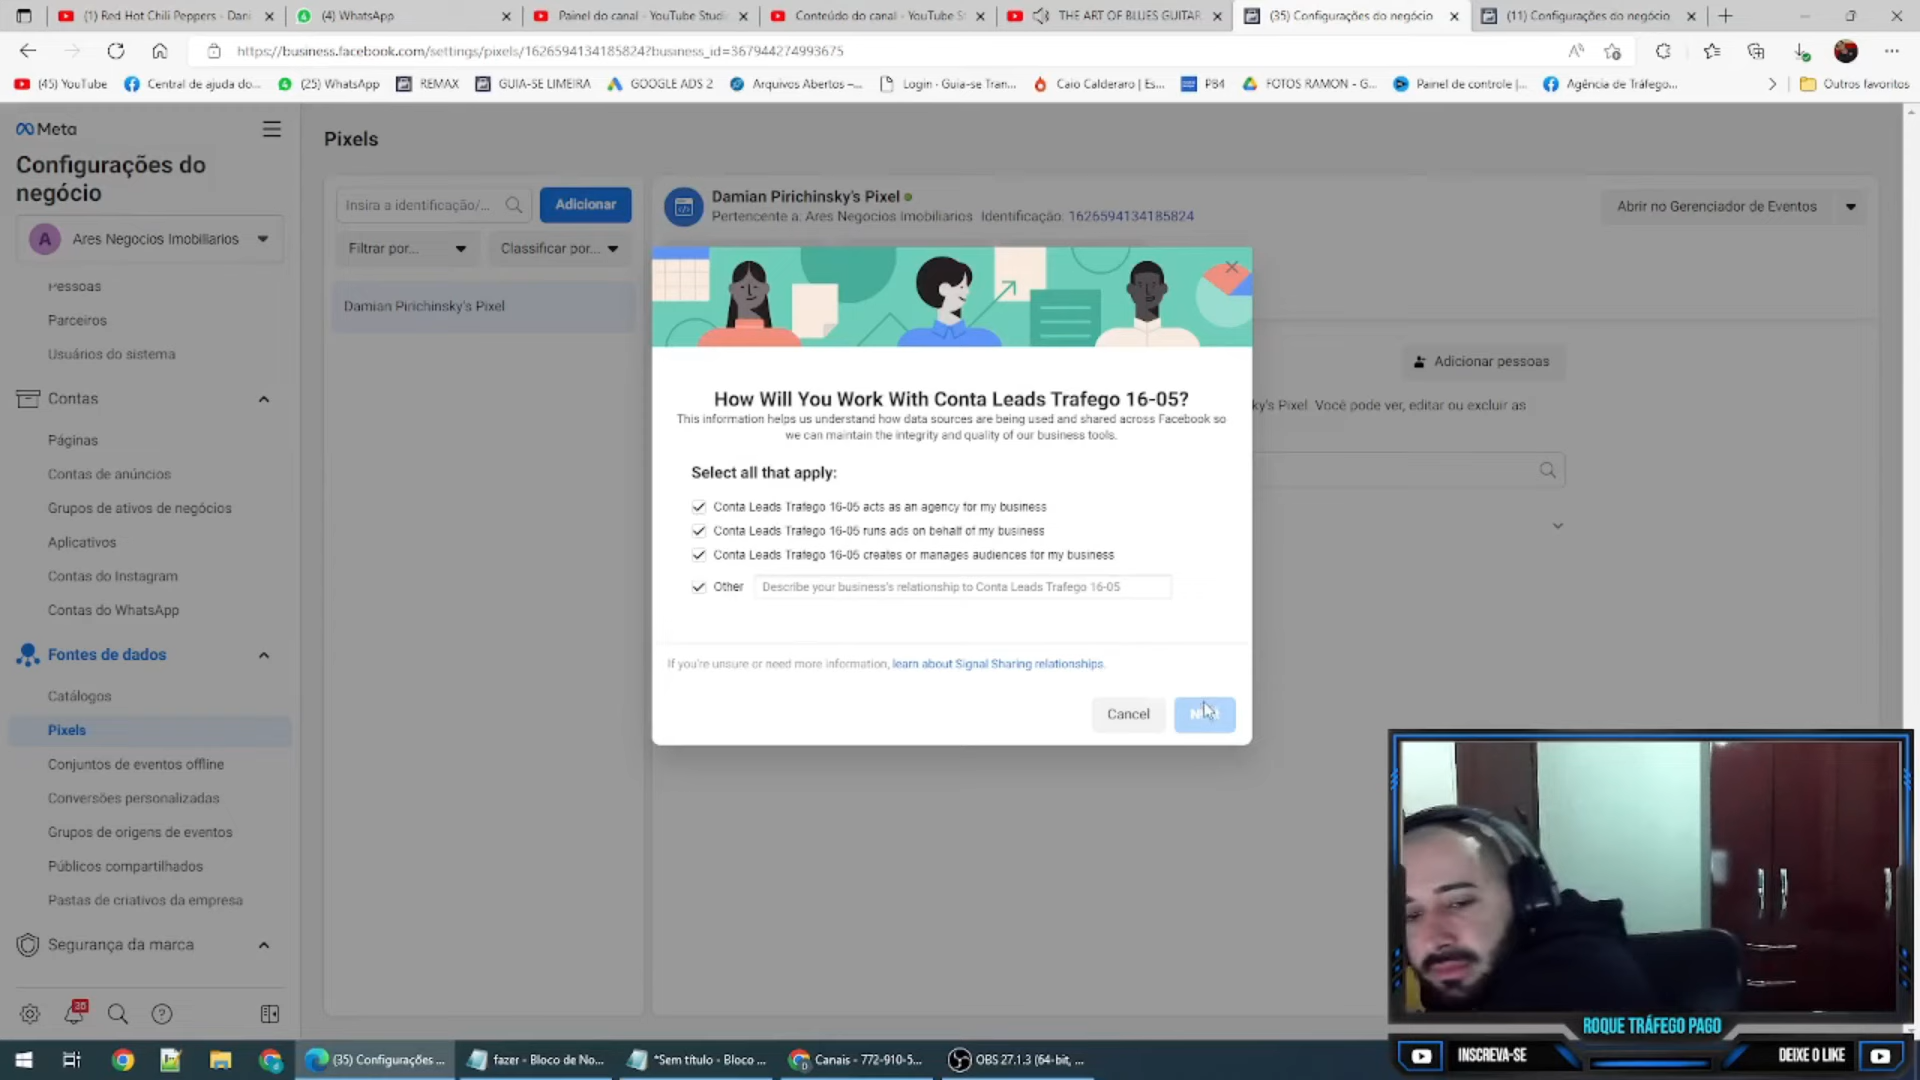 (1) Red Hot Chili Peppers - Dani
(4) WhatsApp
Painel do canal - YouTube Studi
Conteúdo do canal - YouTube S
THE ART OF BLUES GUITAR
(35) Configurações do negócio
(11) Configurações do negócio
https://business.facebook.com/settings/pixels/1626594134185824?business_id=367944274993675
(45) YouTube
Central de ajuda do...
(25) WhatsApp
REMAX
GUIA-SE LIMEIRA
GOOGLE ADS 2
Arquivos Abertos –...
Login - Guia-se Tran...
Caio Calderaro | Es...
P84
FOTOS RAMON - G...
Painel de controle |...
Agência de Tráfego...
Outros favoritos
Meta
Configurações do
negócio
A
Ares Negocios Imobiliarios
Pessoas
Parceiros
Usuários do sistema
Contas
Páginas
Contas de anúncios
Grupos de ativos de negócios
Aplicativos
Contas do Instagram
Contas do WhatsApp
Fontes de dados
Catálogos
Pixels
Conjuntos de eventos offline
Conversões personalizadas
Grupos de origens de eventos
Públicos compartilhados
Pastas de criativos da empresa
Segurança da marca
Pixels
Insira a identificação/...
Adicionar
Filtrar por...
Classificar por...
Damian Pirichinsky's Pixel
Damian Pirichinsky's Pixel
Pertencente a: Ares Negocios Imobiliarios Identificação: 1626594134185824
Abrir no Gerenciador de Eventos
Adicionar pessoas
ky's Pixel. Você pode ver, editar ou excluir as
How Will You Work With Conta Leads Trafego 16-05?
This information helps us understand how data sources are being used and shared across Facebook so
we can maintain the integrity and quality of our business tools.
Select all that apply:
Conta Leads Trafego 16-05 acts as an agency for my business
Conta Leads Trafego 16-05 runs ads on behalf of my business
Conta Leads Trafego 16-05 creates or manages audiences for my business
Other
Describe your business's relationship to Conta Leads Trafego 16-05
If you're unsure or need more information, learn about Signal Sharing relationships.
Cancel
ROQUE TRÁFEGO PAGO
INSCREVA-SE
DEIXE O LIKE
(35) Configurações ...
fazer - Bloco de No...
*Sem título - Bloco ...
Canais - 772-910-5...
OBS 27.1.3 (64-bit, ...